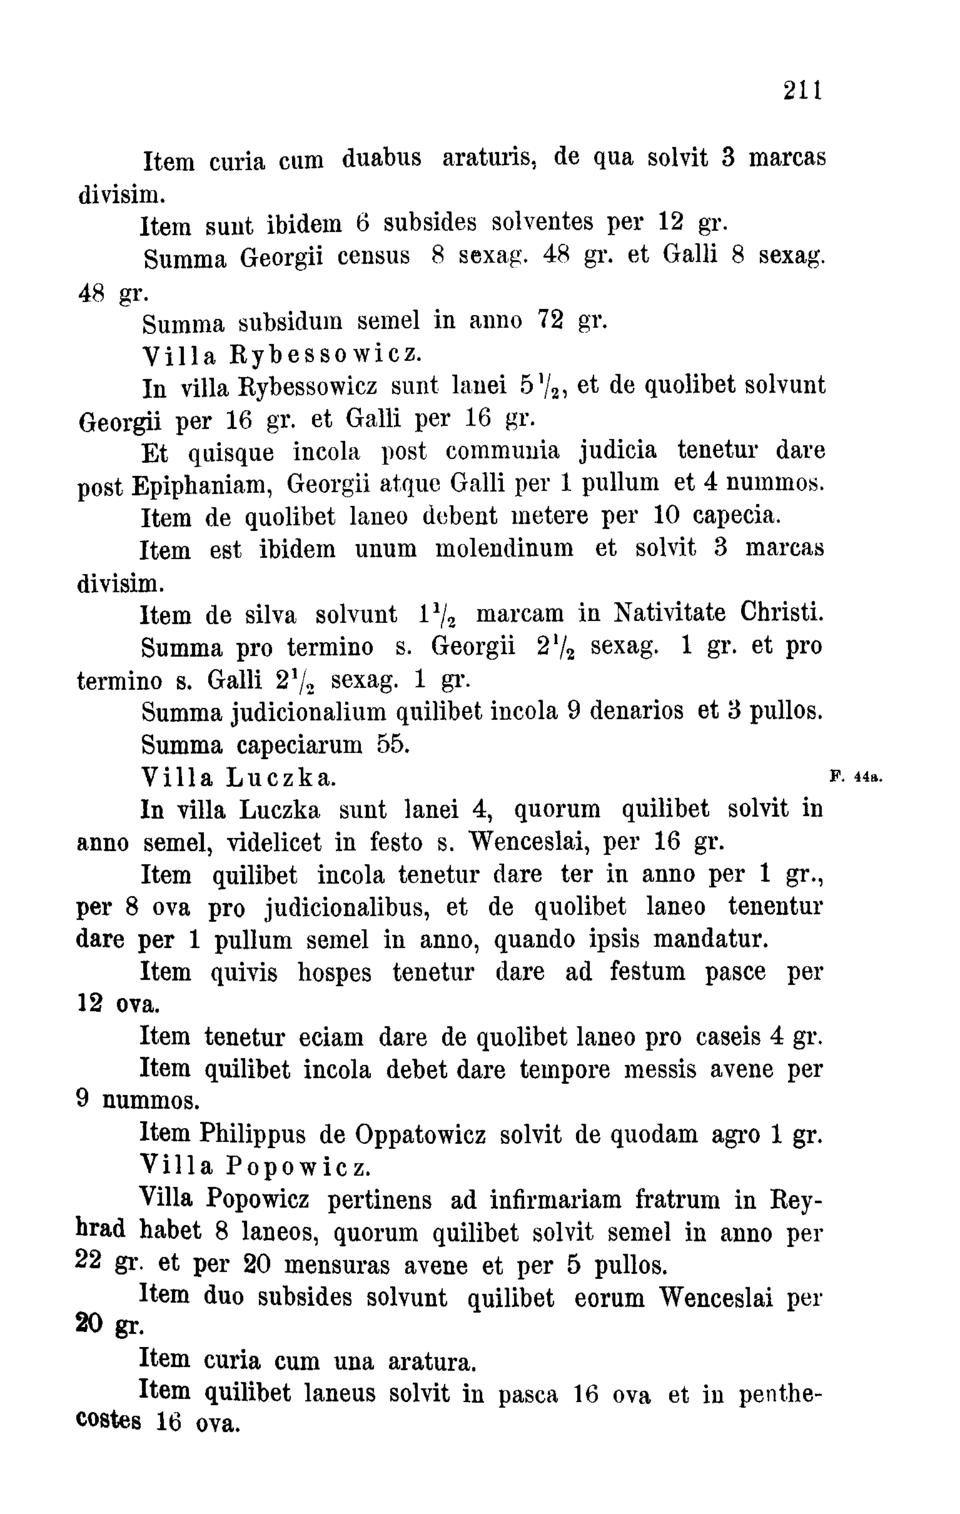 211
Item curia cum duabus araturis, de qua solvit 3 marcas
divisim.
Item sunt ibidem 6 subsides solventes per 12 gr.
Summa Georgii census 8 sexag. 48 gr. et Galli 8 sexag.
48 gr.
Summa subsidum semel in anno 72 gr.
Villa Rybessowicz.
In villa Rybessowicz sunt lanei 5 1/2, et de quolibet solvunt
Georgii per 16 gr. et Galli per 16 gr.
Et quisque incola post communia judicia tenetur dare
post Epiphaniam, Georgii atque Galli per 1 pullum et 4 nummos.
Item de quolibet laneo debent metere per 10 capecia.
Item est ibidem unum molendinum et solvit 3 marcas
divisim.
Item de silva solvunt 1 1/2 marcam in Nativitate Christi.
Summa pro termino s. Georgii 2 1/2 sexag. 1 gr. et pro
termino s. Galli 2 1/2 sexag. 1 gr.
Summa judicionalium quilibet incola 9 denarios et 3 pullos.
Summa capeciarum 55.
Villa Luczka. F. 44a.
In villa Luczka sunt lanei 4, quorum quilibet solvit in
anno semel, videlicet in festo s. Wenceslai, per 16 gr.
Item quilibet incola tenetur dare ter in anno per 1 gr.,
per 8 ova pro judicionalibus, et de quolibet laneo tenentur
dare per 1 pullum semel in anno, quando ipsis mandatur.
Item quivis hospes tenetur dare ad festum pasce per
12 ova.
Item tenetur eciam dare de quolibet laneo pro caseis 4 gr.
Item quilibet incola debet dare tempore messis avene per
9 nummos.
Item Philippus de Oppatowicz solvit de quodam agro 1 gr.
Villa Popowicz.
Villa Popowicz pertinens ad infirmariam fratrum in Rey-
hrad habet 8 laneos, quorum quilibet solvit semel in anno per
22 gr. et per 20 mensuras avene et per 5 pullos.
Item duo subsides solvunt quilibet eorum Wenceslai per
20 gr.
Item curia cum una aratura.
Item quilibet laneus solvit in pasca 16 ova et in penthe-
costes 16 ova.